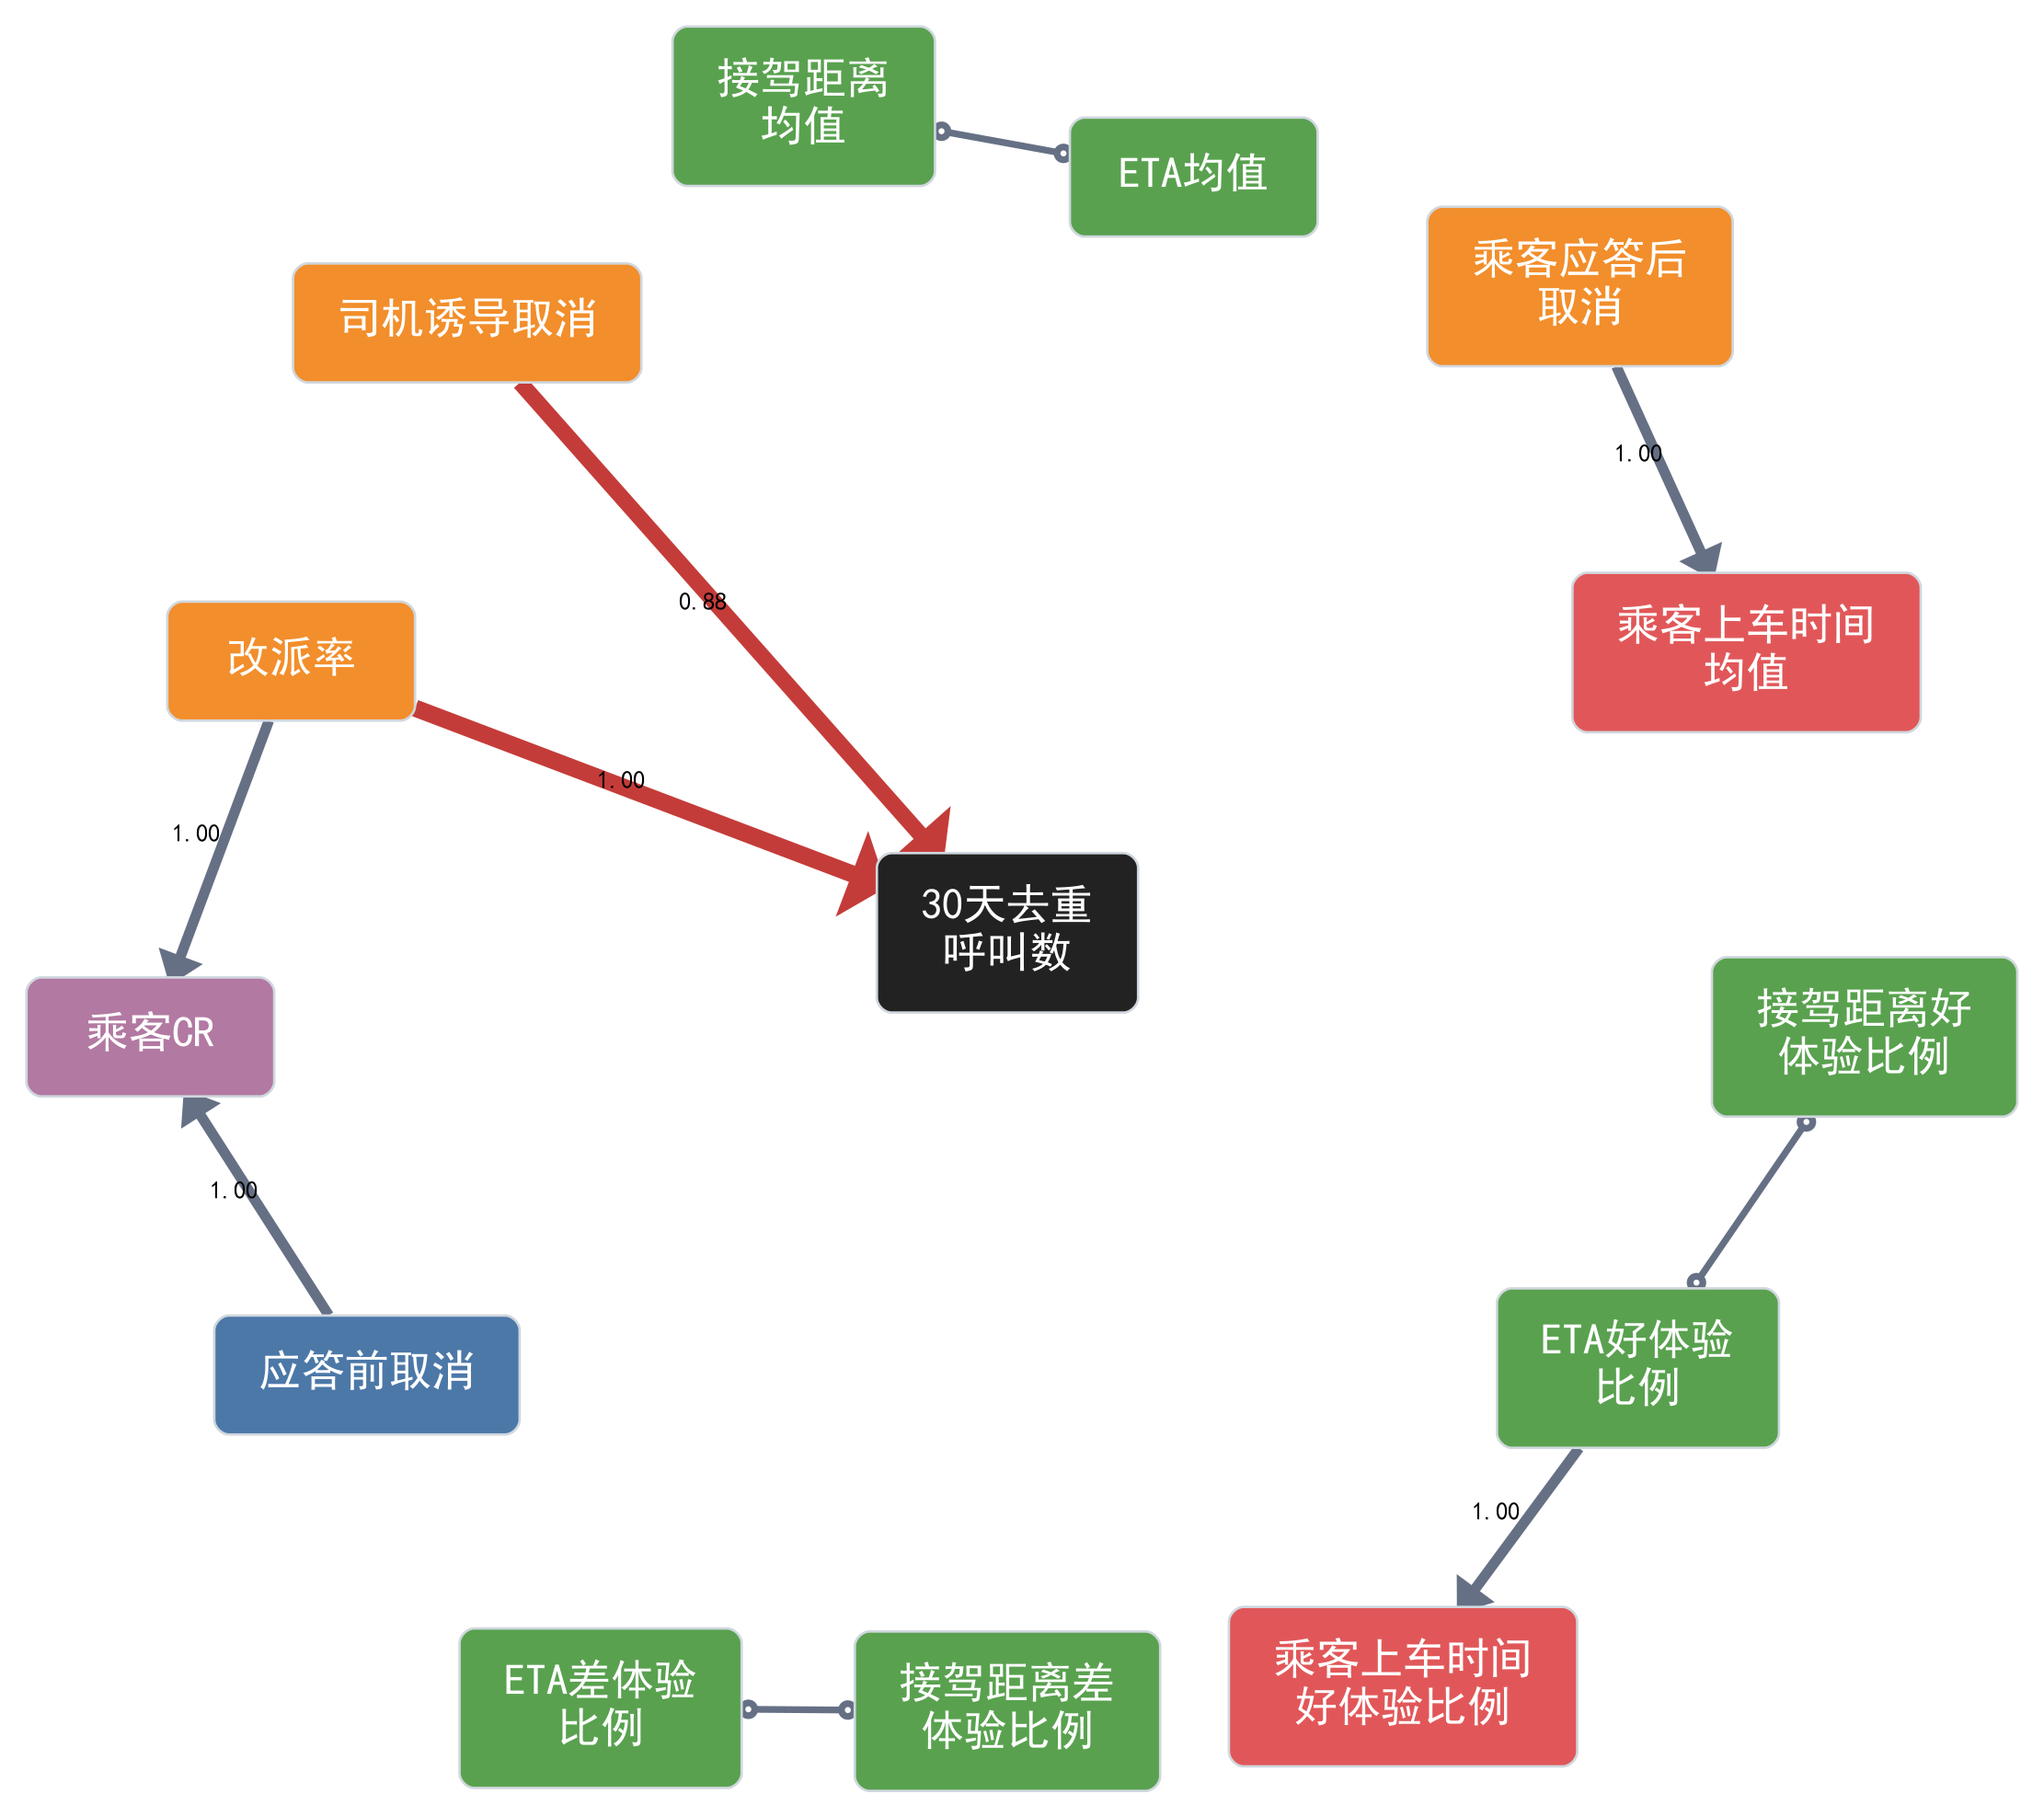 接驾距离
均值
ETA均值
乘客应答后
取消
司机诱导取消
1.00
0.88
乘客上车时间
均值
改派率
1.00
1.00
30天去重
呼叫数
乘客CR
接驾距离好
体验比例
1.00
应答前取消
ETA好体验
比例
1.00
ETA差体验
比例
接驾距离差
体验比例
乘客上车时间
好体验比例